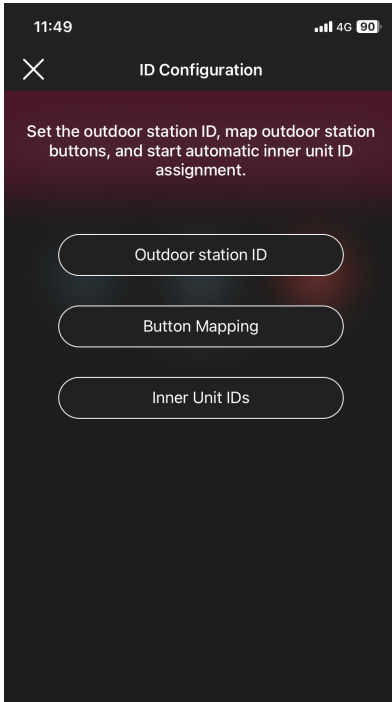 11:49
4G 90
ID Configuration
Set the outdoor station ID, map outdoor station
buttons, and start automatic inner unit ID
assignment.
Outdoor station ID
Button Mapping
Inner Unit IDs